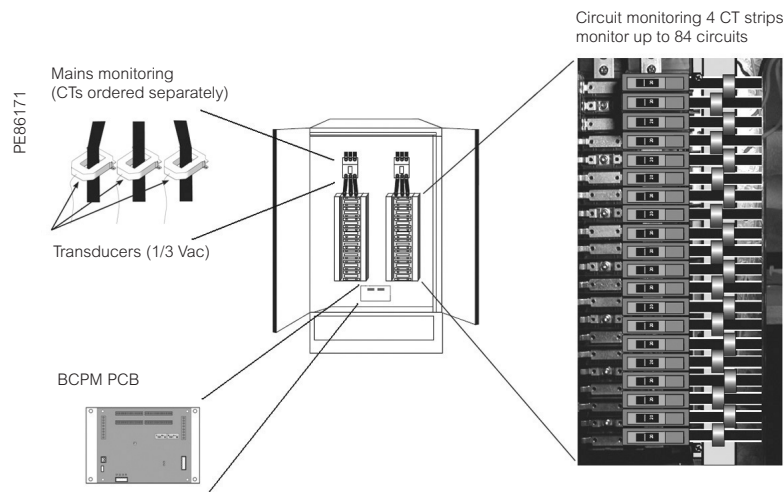 Circuit monitoring 4 CT strips
monitor up to 84 circuits
Mains monitoring
(CTs ordered separately)
PE86171
Transducers (1/3 Vac)
BCPM PCB